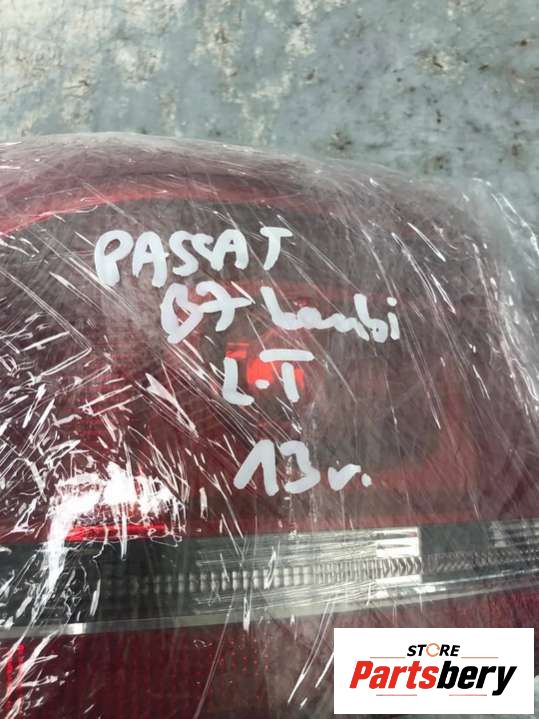 PASSAT
B7 kombi
L.T
13r.
STORE
Partsbery